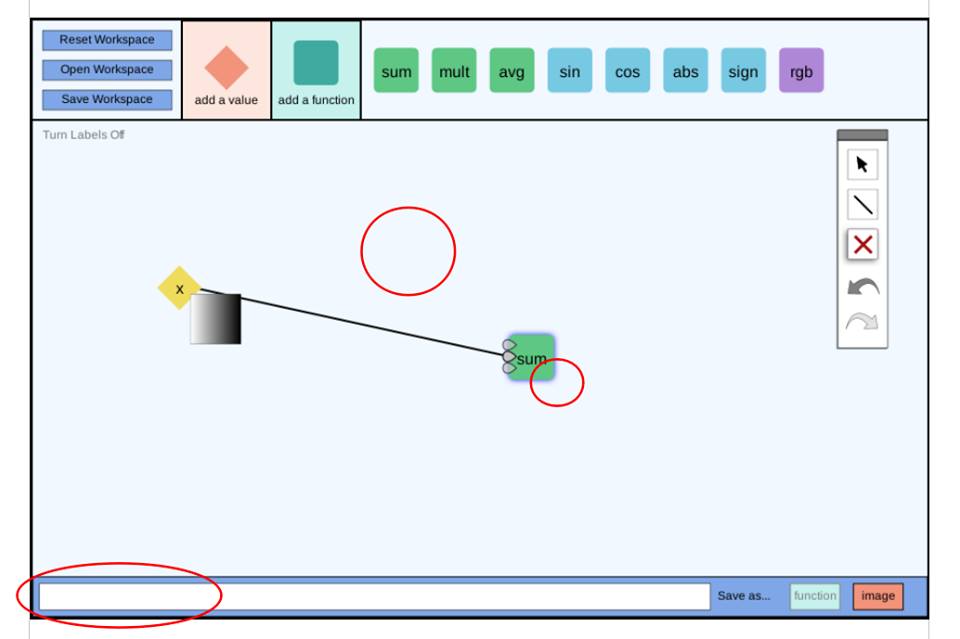 Reset Workspace
Open Workspace
Save Workspace
add a value
add a function
sum
mult
avg
sin
cos
abs
sign
rgb
Turn Labels Off
x
sum
Save as...
function
image